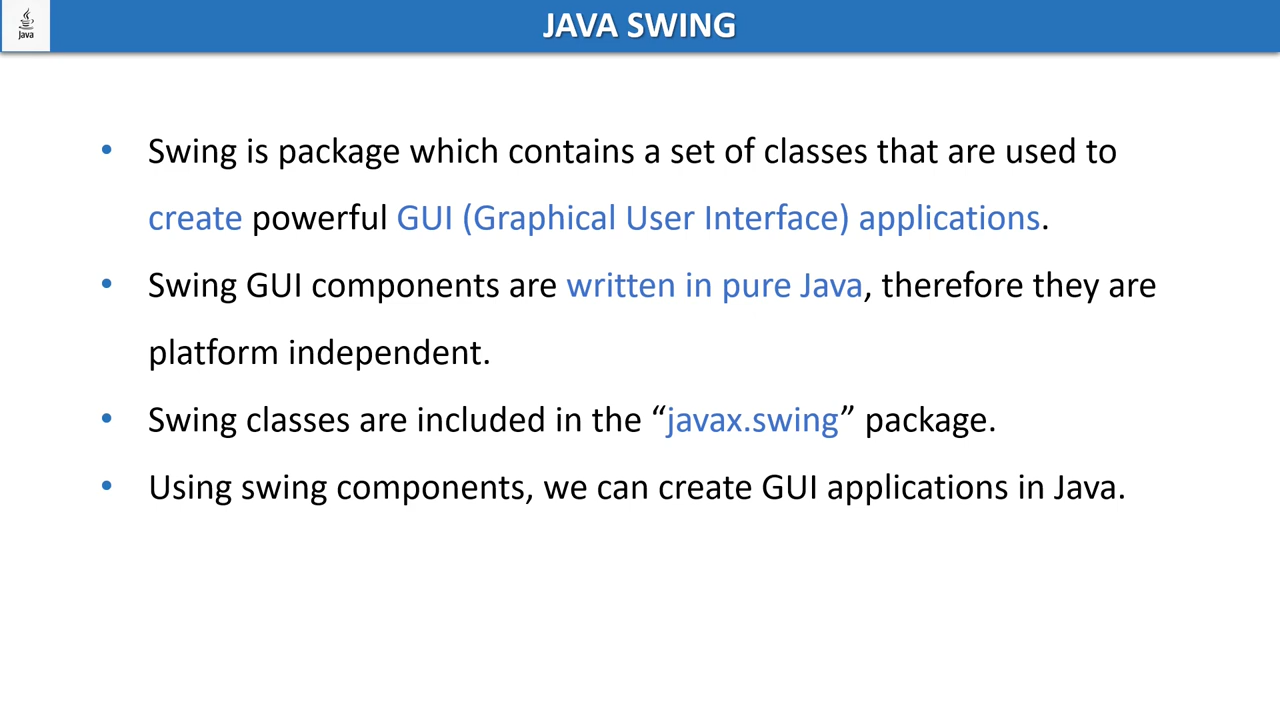 Java
JAVA SWING
• Swing is package which contains a set of classes that are used to
create powerful GUI (Graphical User Interface) applications.
• Swing GUI components are written in pure Java, therefore they are
platform independent.
• Swing classes are included in the “javax.swing” package.
• Using swing components, we can create GUI applications in Java.